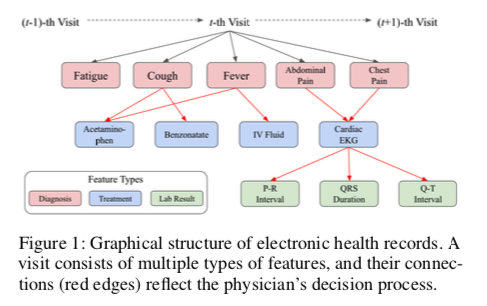 (t-1)-th Visit t-th Visit (t+1)-th Visit
Fatigue Cough Fever Abdominal Pain Chest Pain
Acetamino-
phen
Benzonatate
IV Fluid
Cardiac
EKG
Feature Types
Diagnosis Treatment Lab Result
P-R
Interval
QRS
Duration
Q-T
Interval
Figure 1: Graphical structure of electronic health records. A
visit consists of multiple types of features, and their connec-
tions (red edges) reflect the physician's decision process.